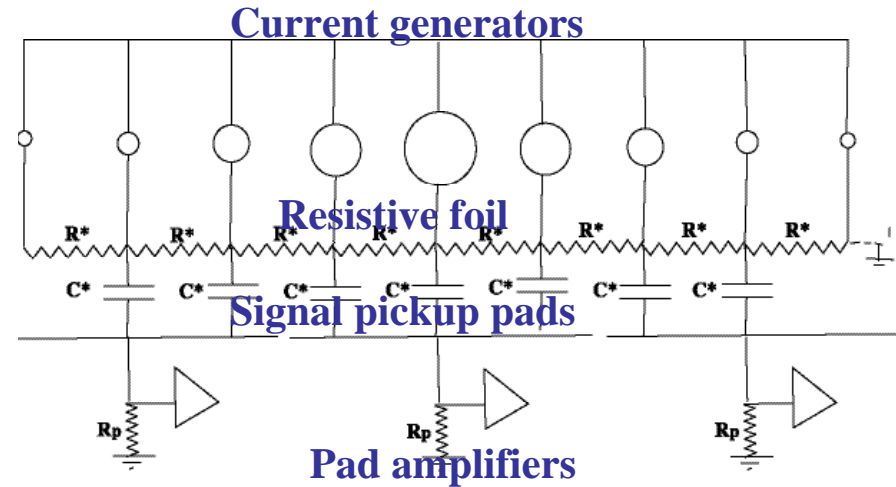 Current generators
Resistive foil
R* R* R* R* R* R* R* R*
C* C* C* C* C* C* C*
Signal pickup pads
Rp Rp Rp
Pad amplifiers